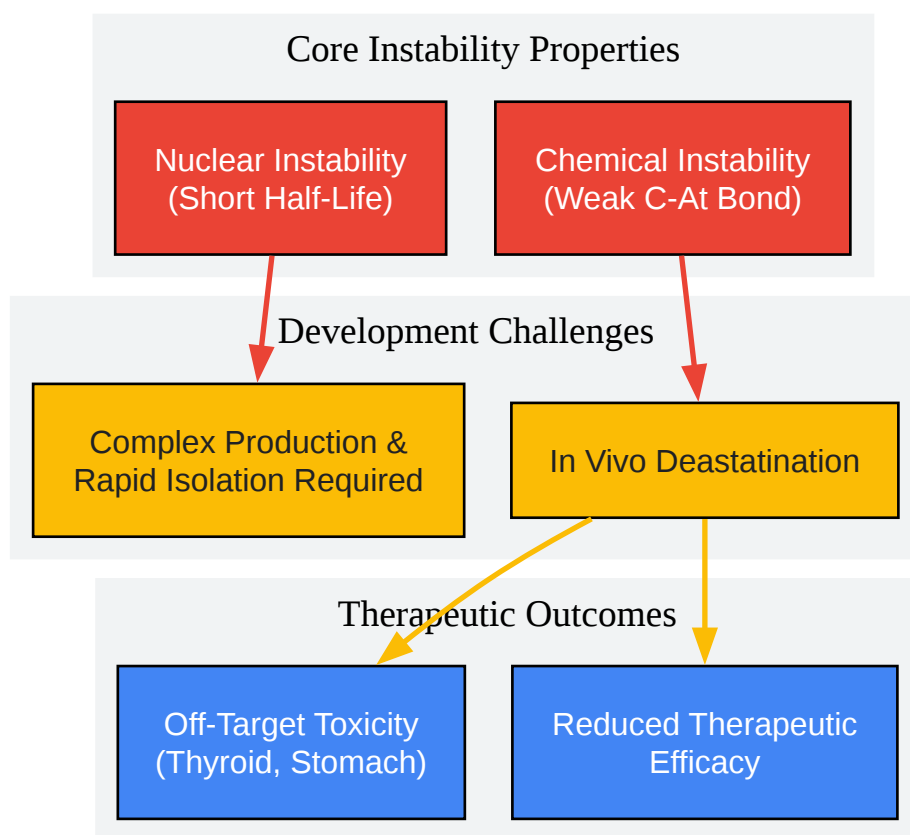 Core Instability Properties
Nuclear Instability
(Short Half-Life)
Chemical Instability
(Weak C-At Bond)
Development Challenges
Complex Production &
Rapid Isolation Required
In Vivo Deastatination
Therapeutic Outcomes
Off-Target Toxicity
(Thyroid, Stomach)
Reduced Therapeutic
Efficacy